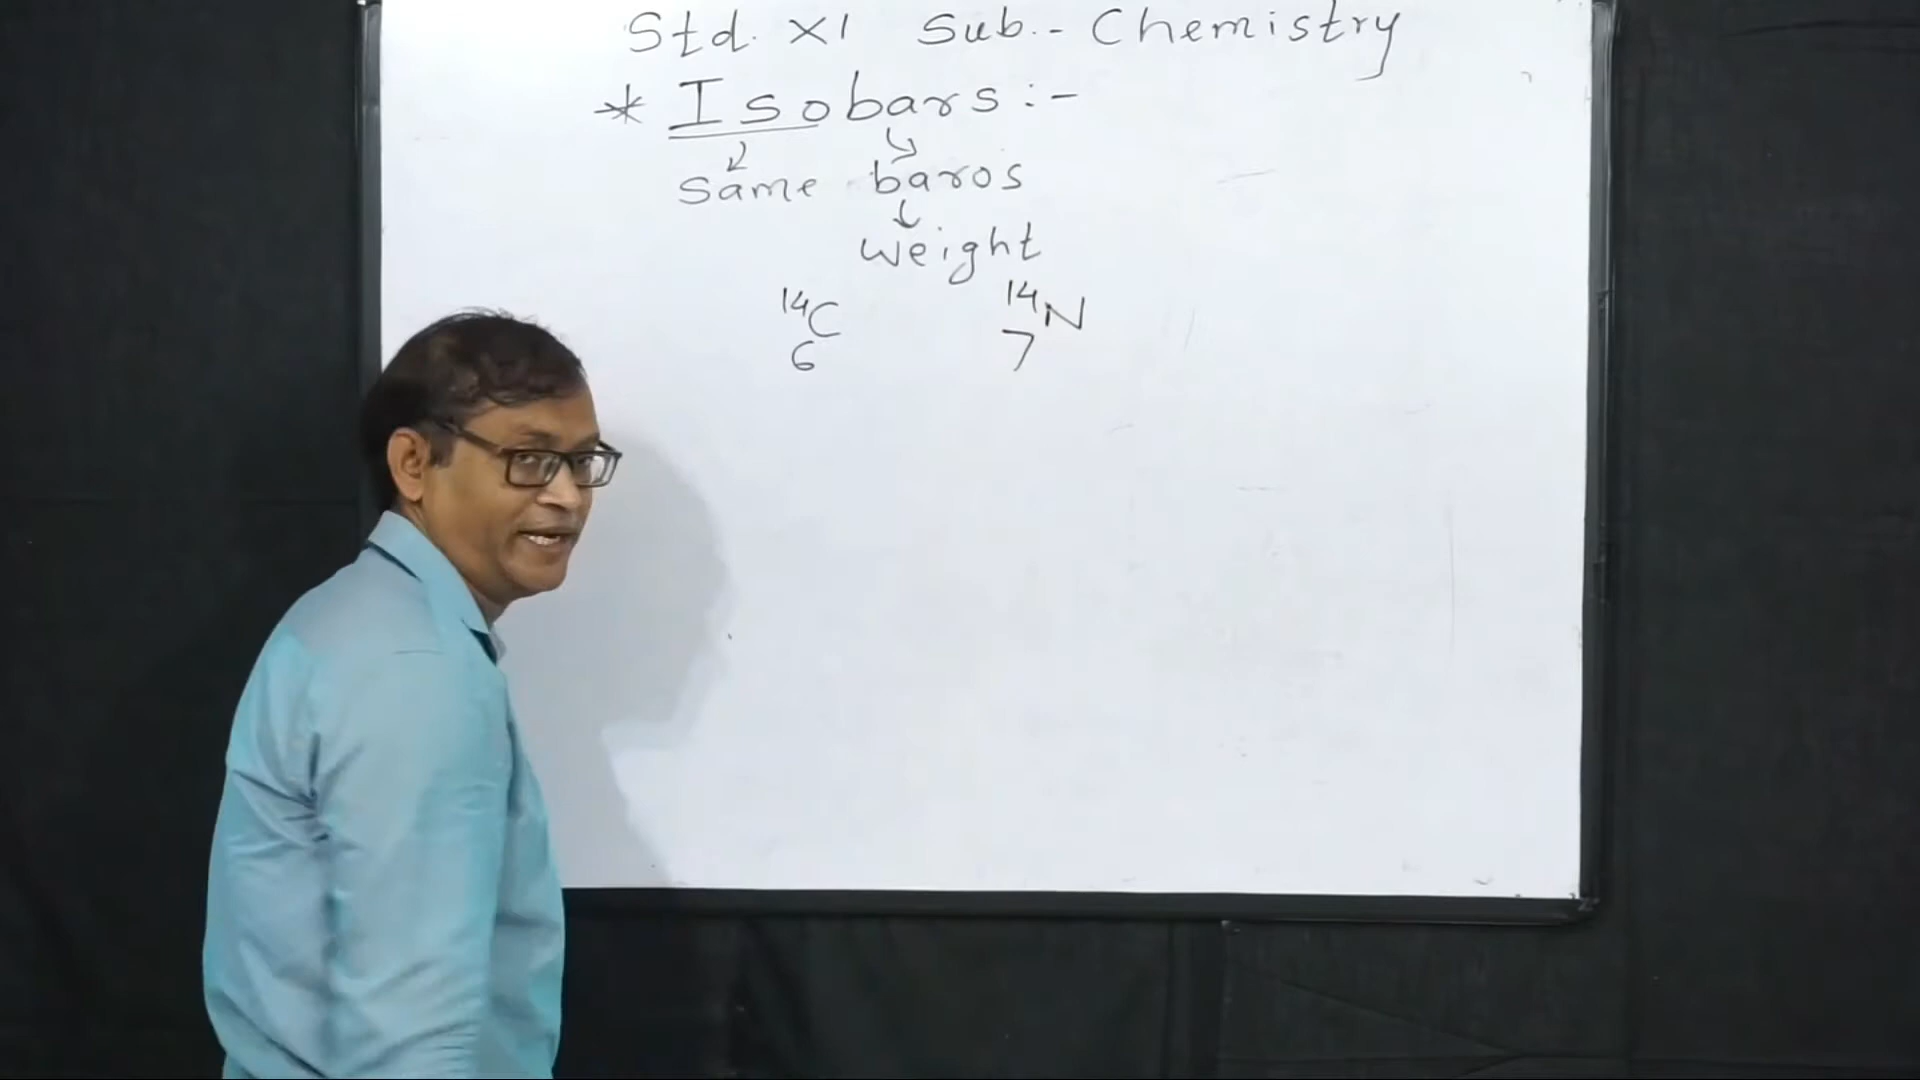 Std. XI Sub.- Chemistry
* Isobars :-
Same baros
weight
14C 14N
6 7